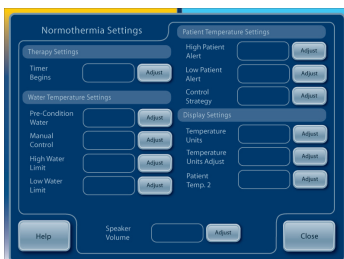 Normothermia Settings
Therapy Settings
Timer
Begins
Adjust
Water Temperature Settings
Pre-Condition
Water
Adjust
Manual
Control
Adjust
High Water
Limit
Adjust
Low Water
Limit
Adjust
Patient Temperature Settings
High Patient
Alert
Adjust
Low Patient
Alert
Adjust
Control
Strategy
Adjust
Display Settings
Temperature
Units
Adjust
Temperature
Units Adjust
Adjust
Patient
Temp. 2
Adjust
Help
Speaker
Volume
Adjust
Close